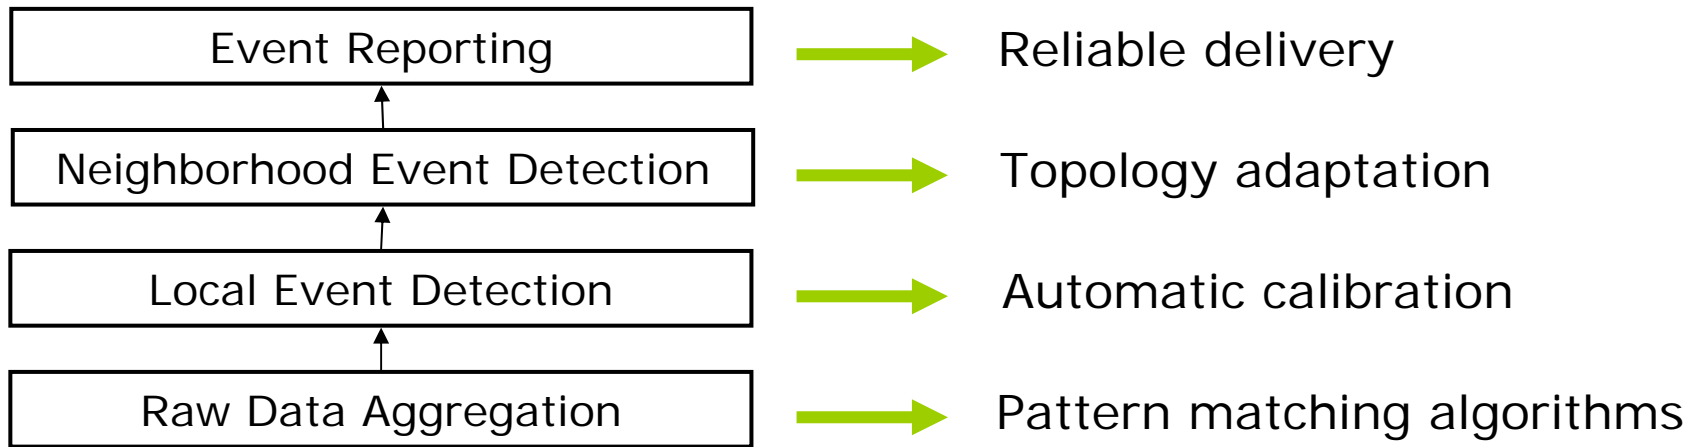 Event Reporting
Reliable delivery
Neighborhood Event Detection
Topology adaptation
Local Event Detection
Automatic calibration
Raw Data Aggregation
Pattern matching algorithms